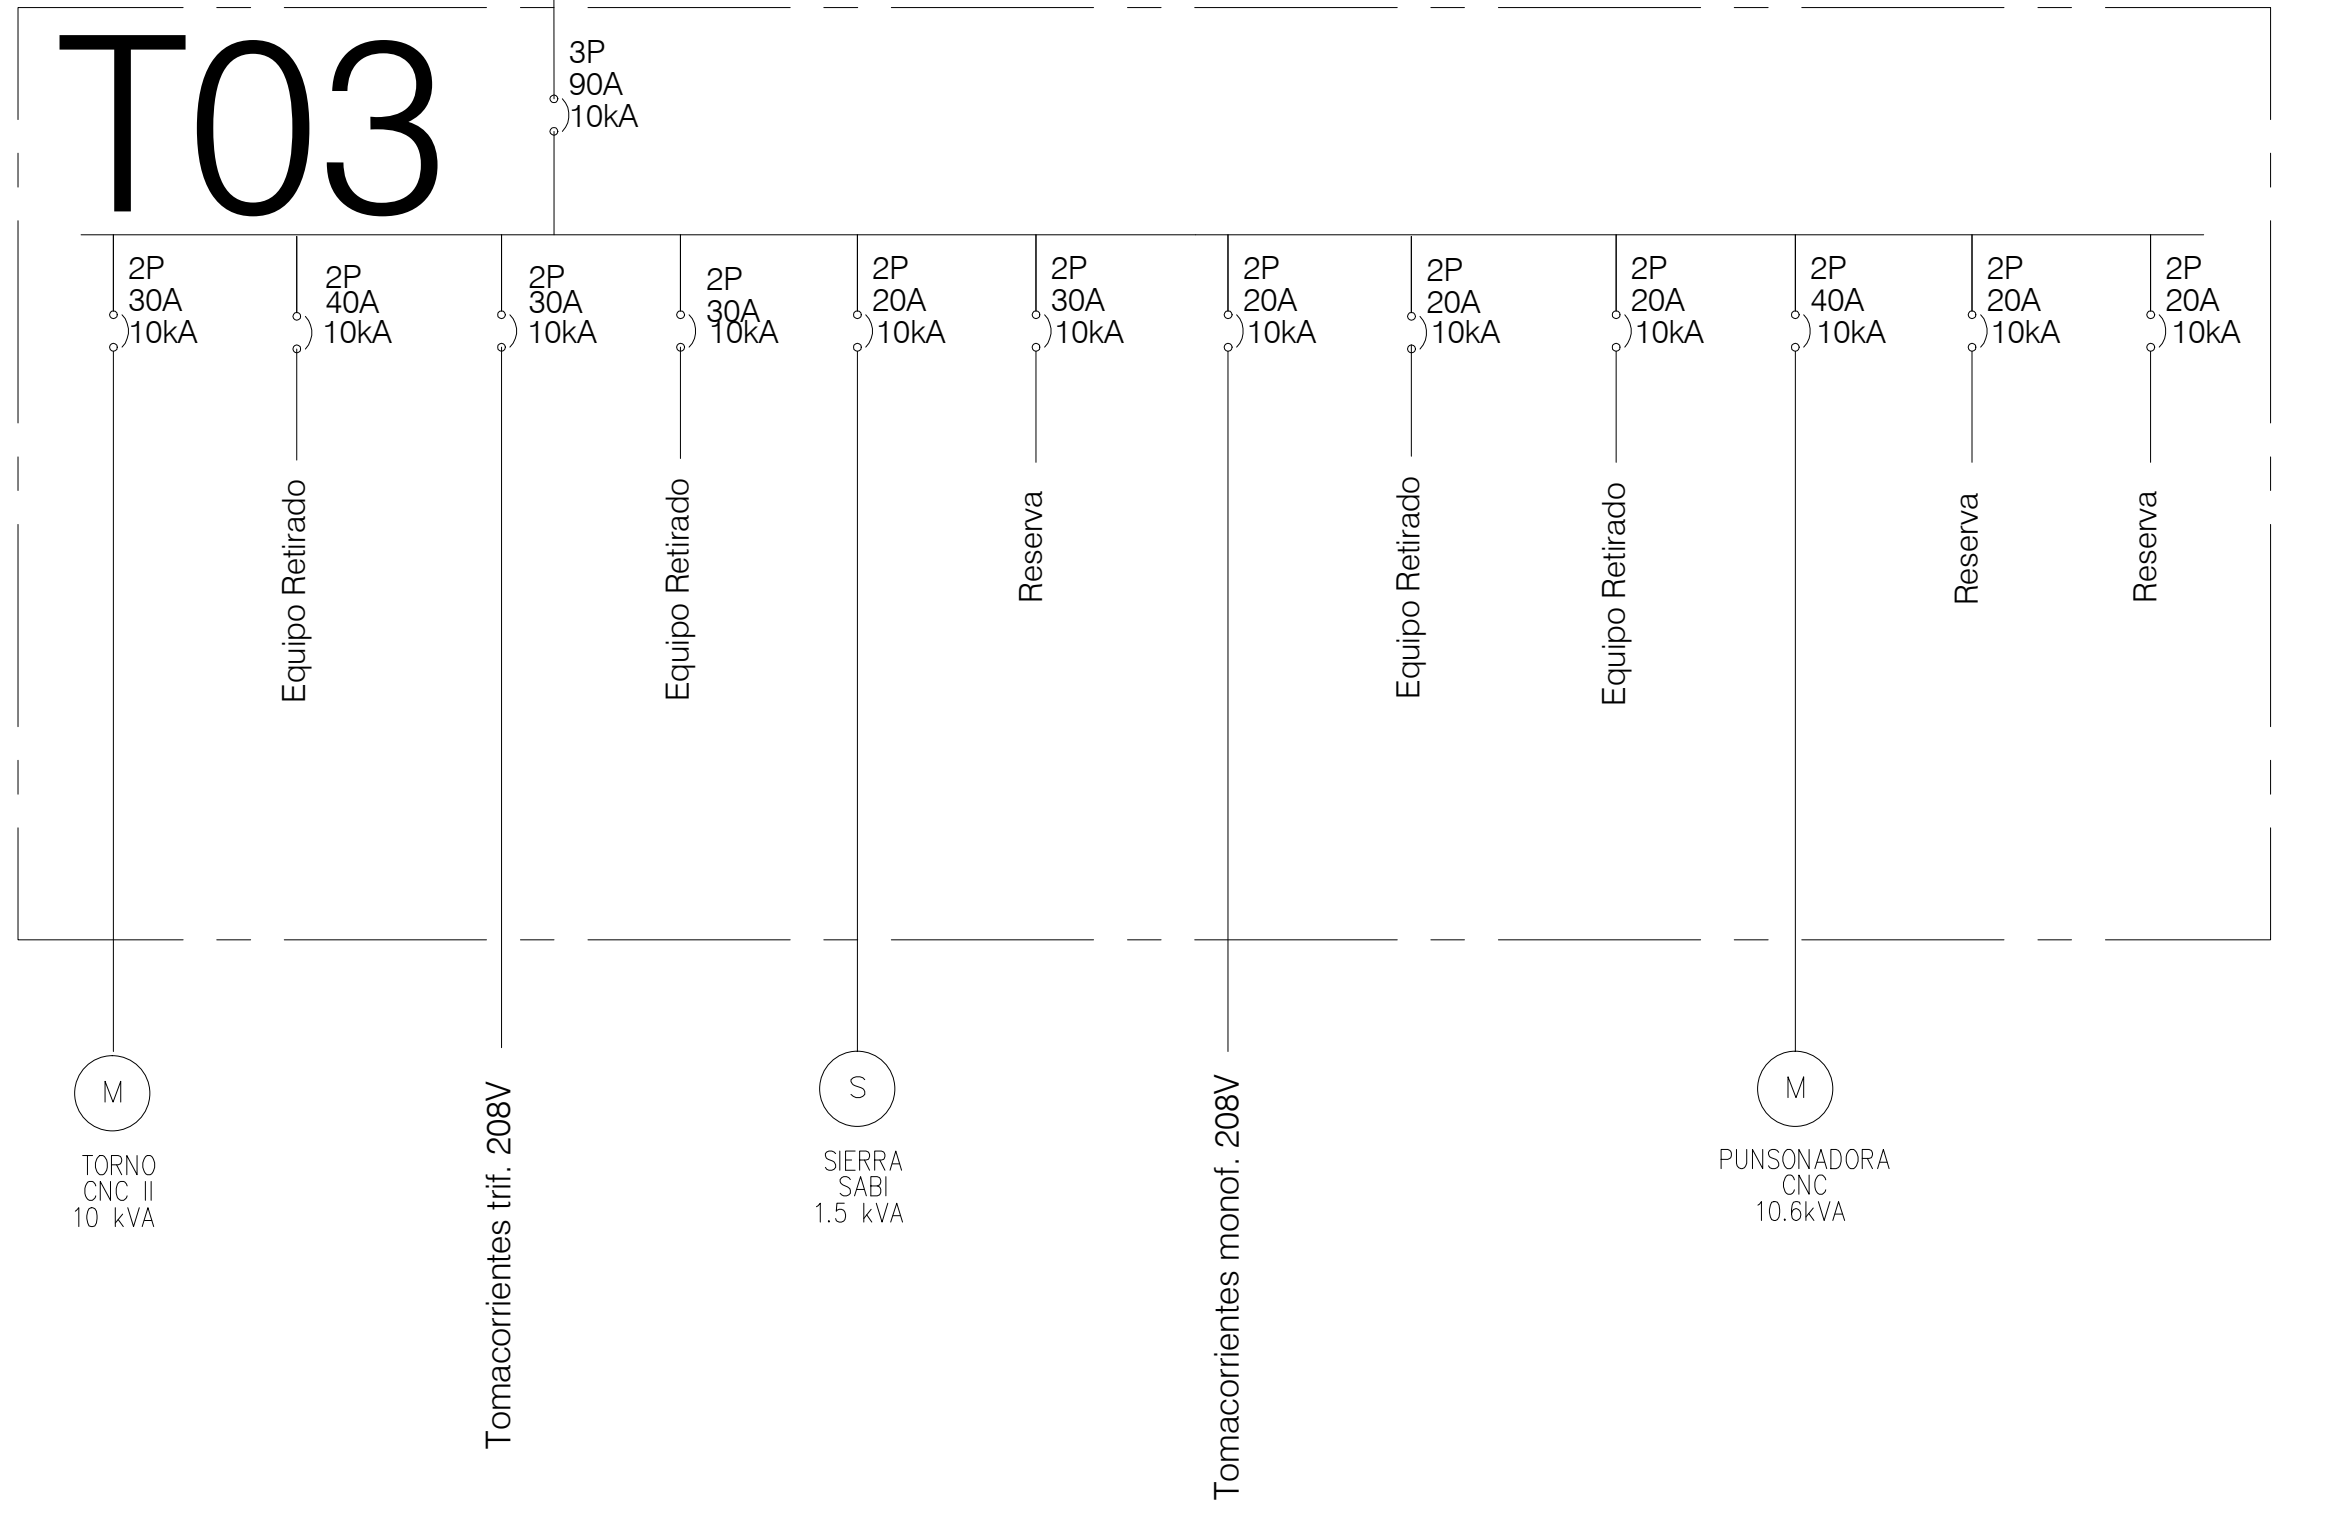 T03
3P
90A
10kA
2P
30A
10kA
2P
40A
10kA
2P
30A
10kA
2P
30A
10kA
2P
20A
10kA
2P
30A
10kA
2P
20A
10kA
2P
20A
10kA
2P
20A
10kA
2P
40A
10kA
2P
20A
10kA
2P
20A
10kA
Equipo Retirado
Equipo Retirado
Reserva
Equipo Retirado
Equipo Retirado
Reserva
Reserva
M
TORNO
CNC II
10 kVA
Tomacorrientes trif. 208V
S
SIERRA
SABI
1.5 kVA
Tomacorrientes monof. 208V
M
PUNSONADORA
CNC
10.6kVA